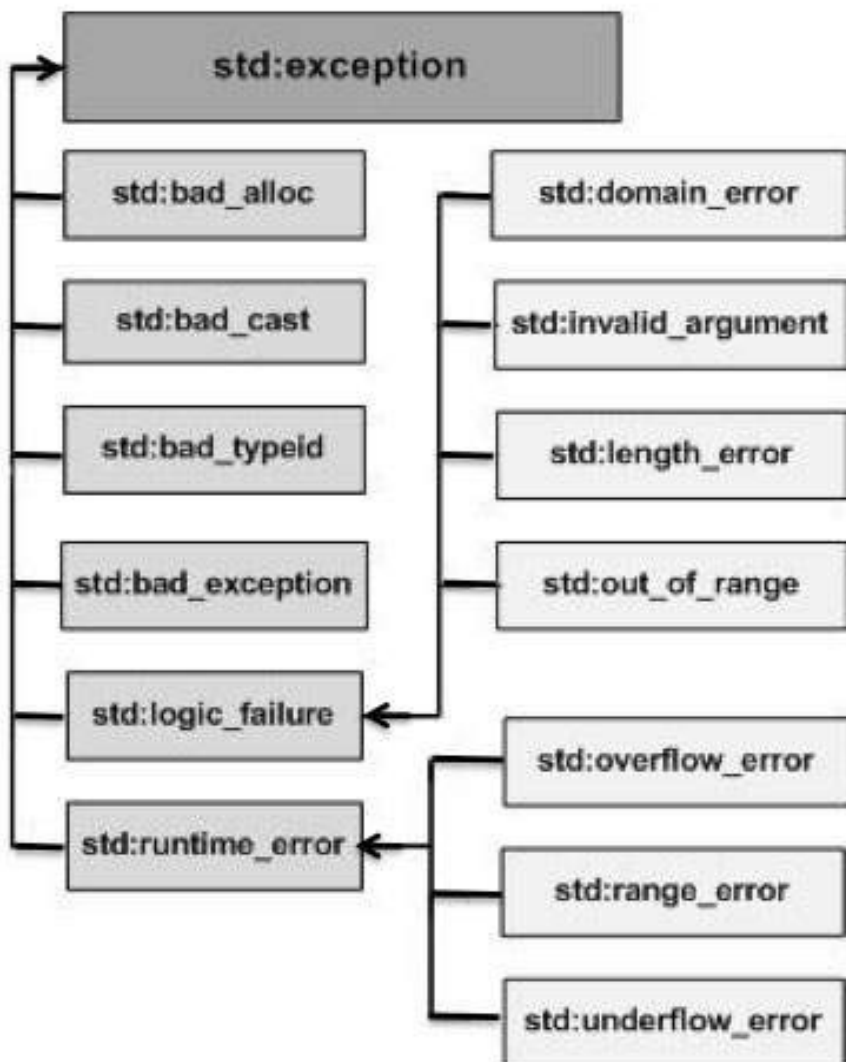 std:exception
std:bad_alloc
std:bad_cast
std:bad_typeid
std:bad_exception
std:logic_failure
std:runtime_error
std:domain_error
std:invalid_argument
std:length_error
std:out_of_range
std:overflow_error
std:range_error
std:underflow_error